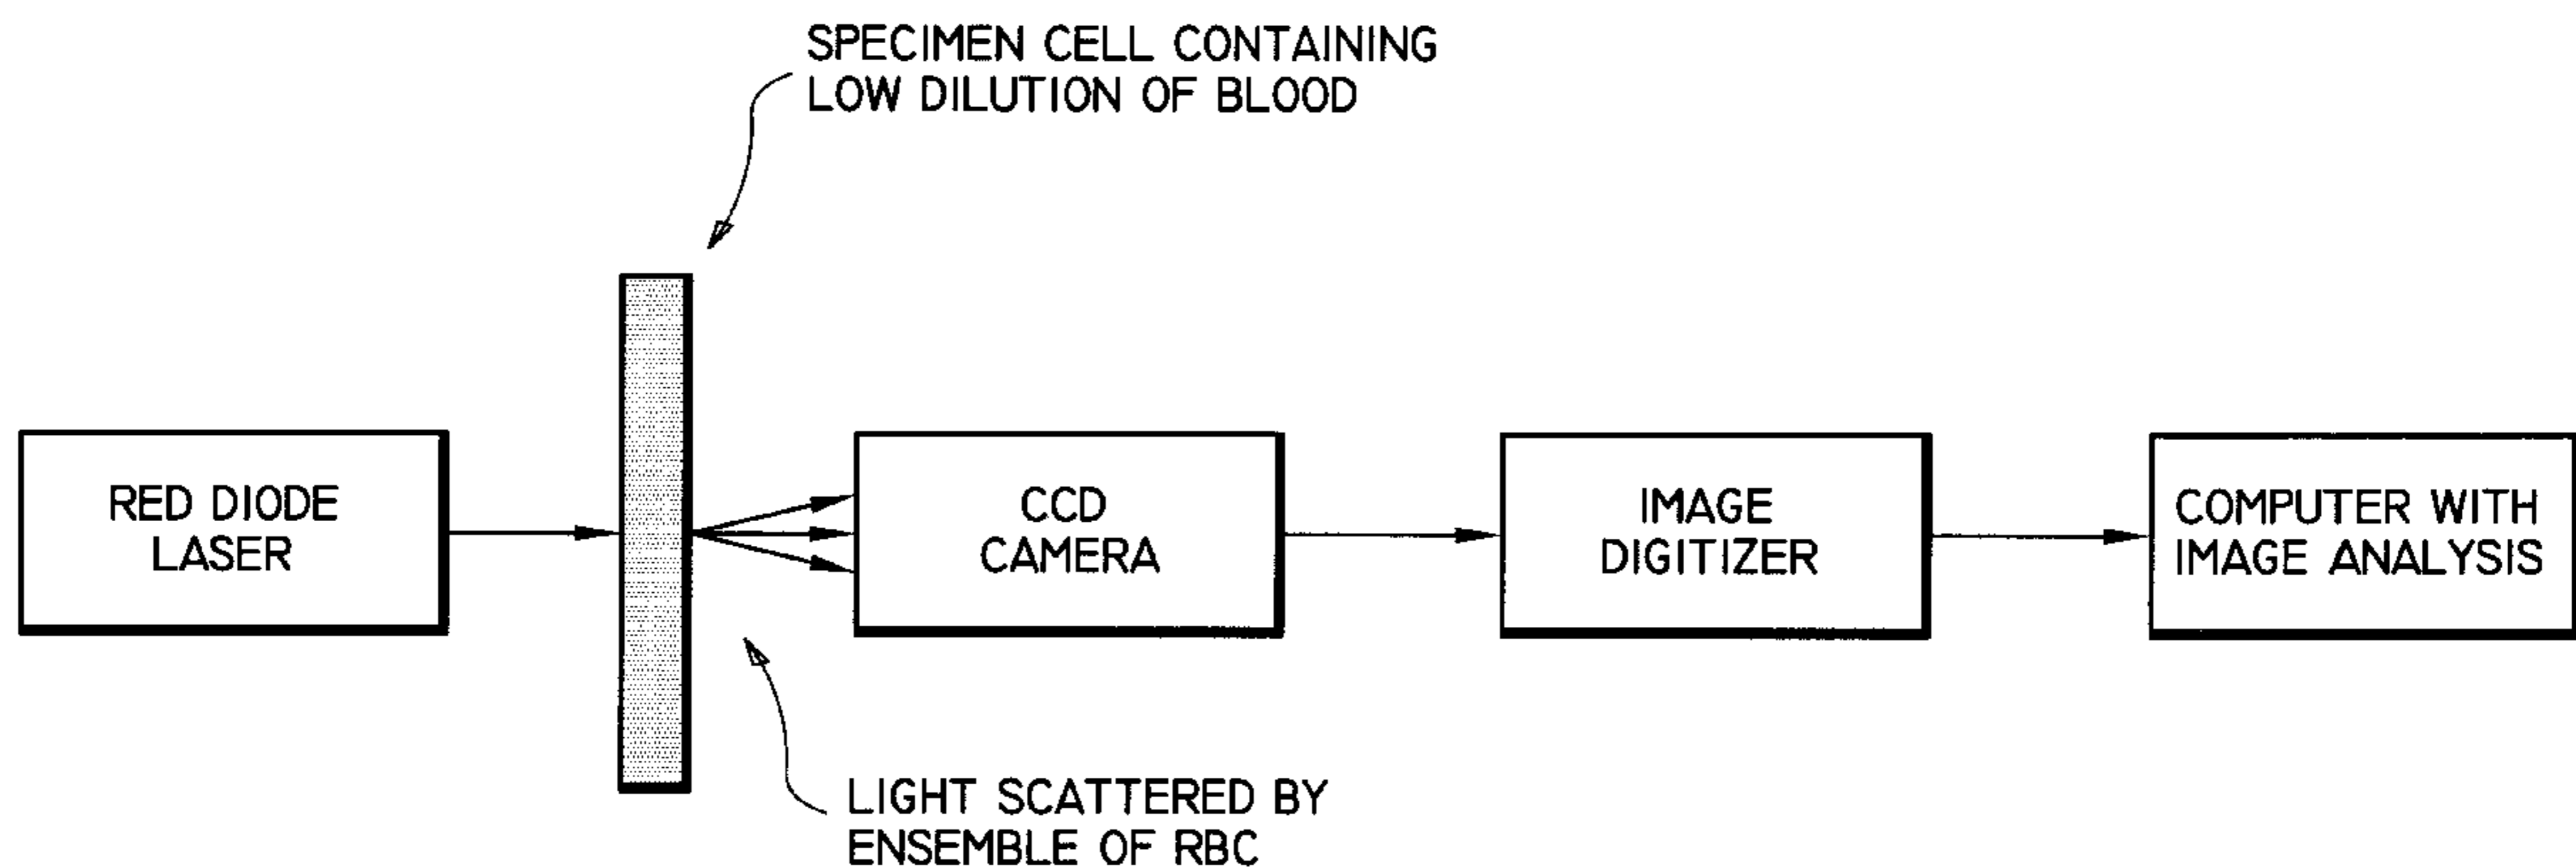 SPECIMEN CELL CONTAINING
LOW DILUTION OF BLOOD
RED DIODE
LASER
CCD
CAMERA
IMAGE
DIGITIZER
COMPUTER WITH
IMAGE ANALYSIS
LIGHT SCATTERED BY
ENSEMBLE OF RBC